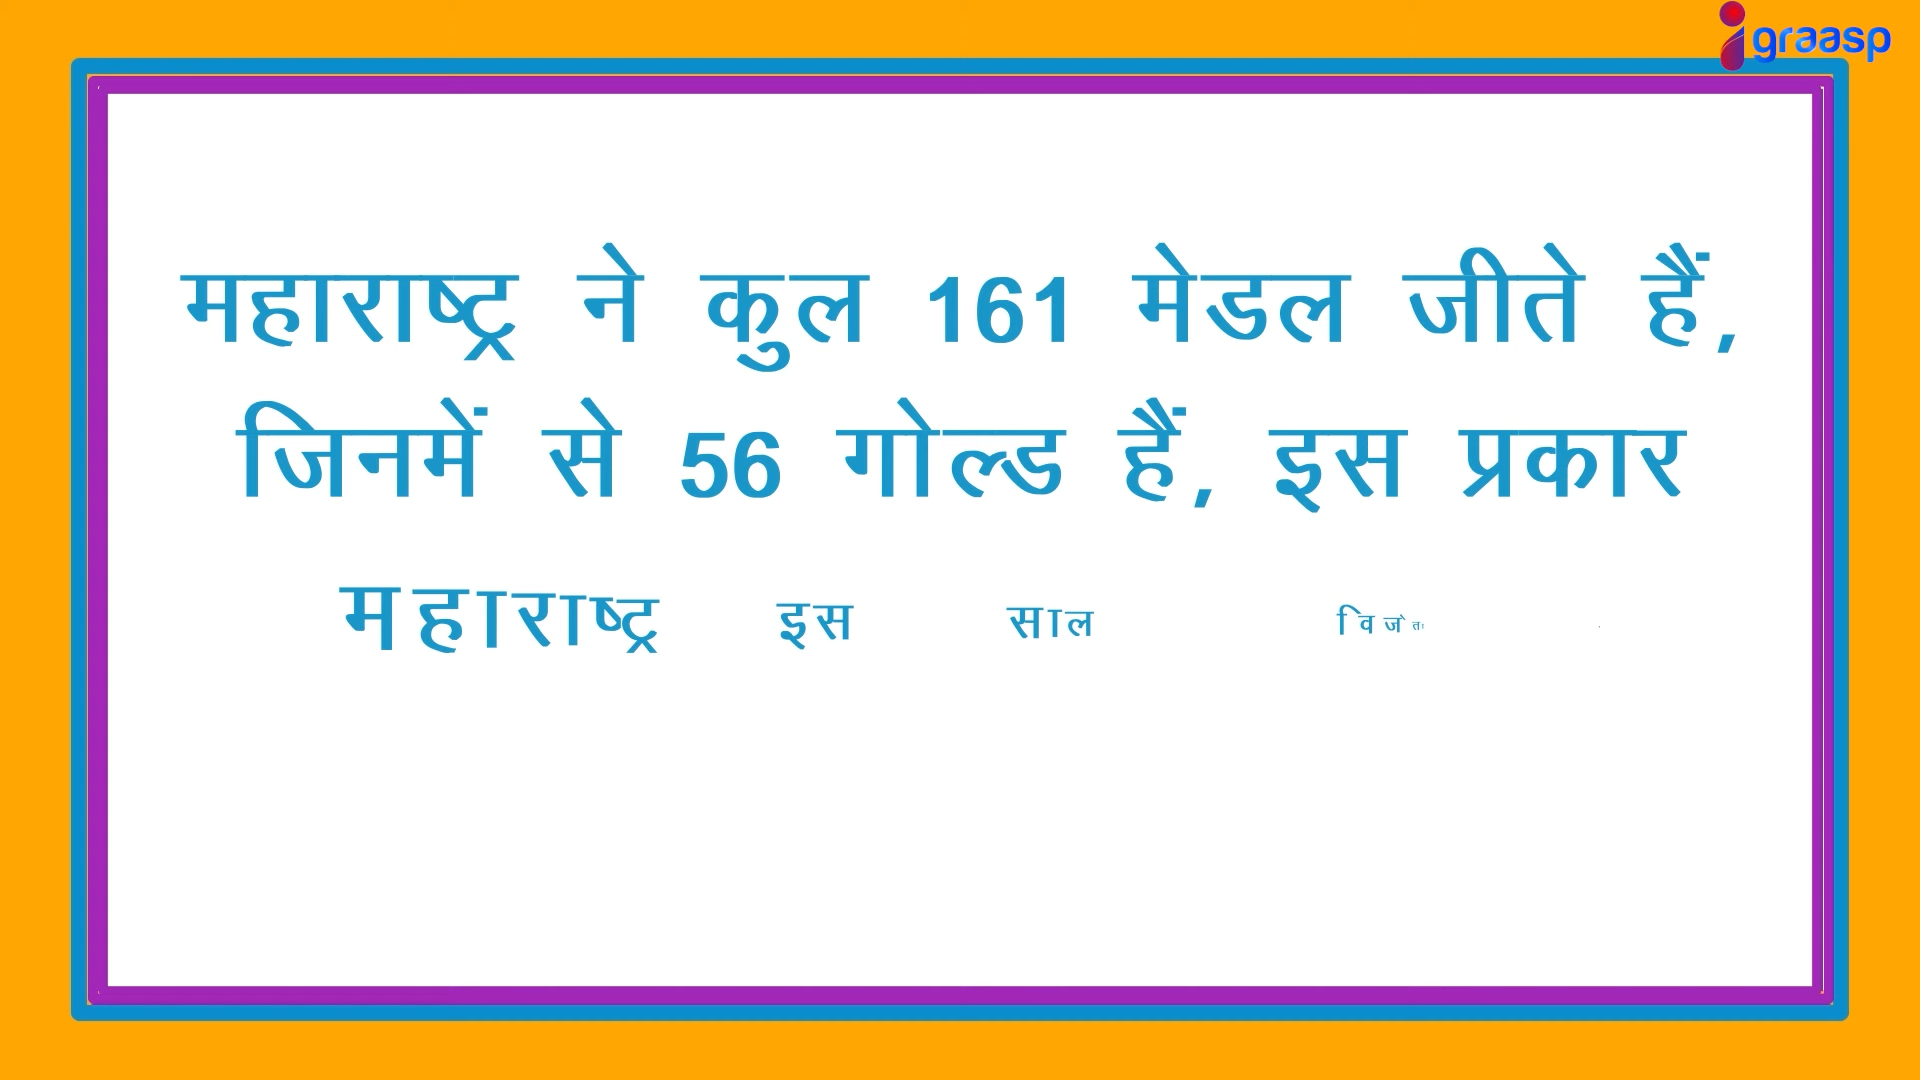 igraasp
महाराष्ट्र ने कुल 161 मेडल जीते हैं,
जिनमें से 56 गोल्ड हैं, इस प्रकार
महाराष्ट्र इस साल विजेता